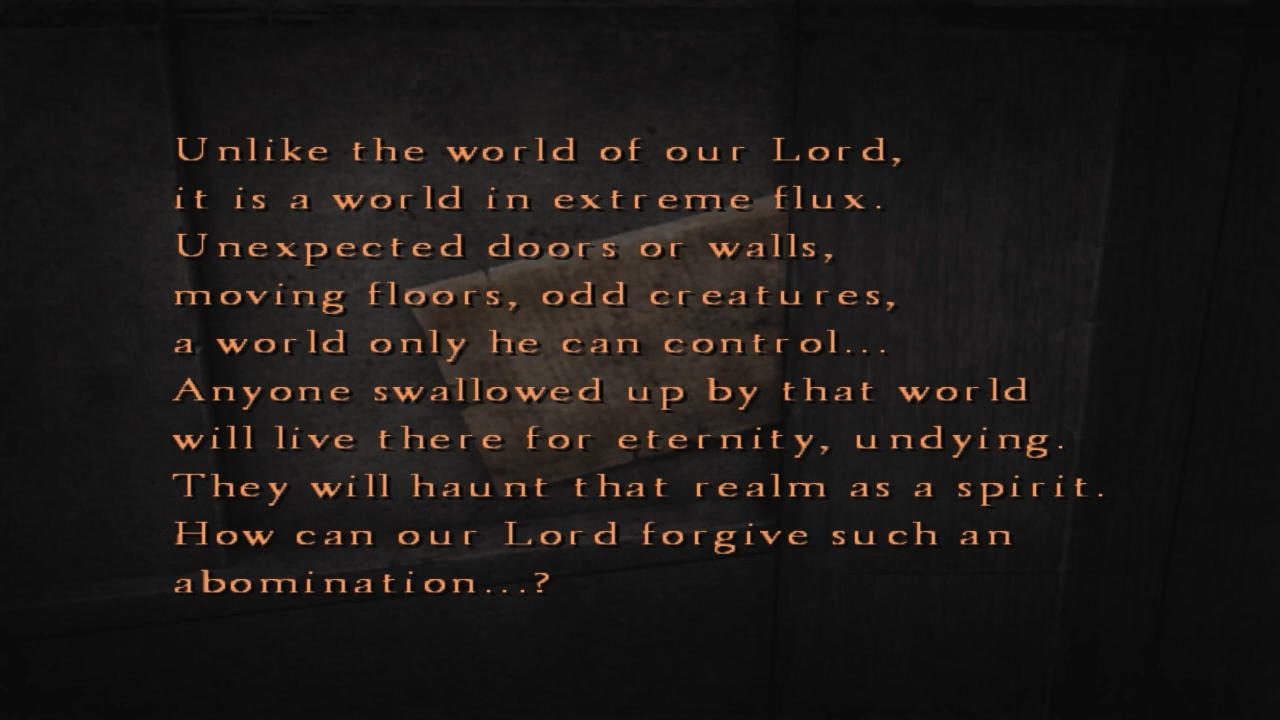 Unlike the world of our Lord,
it is a world in extreme flux.
Unexpected doors or walls,
moving floors, odd creatures,
a world only he can control...
Anyone swallowed up by that world
will live there for eternity, undying.
They will haunt that realm as a spirit.
How can our Lord forgive such an
abomination...?